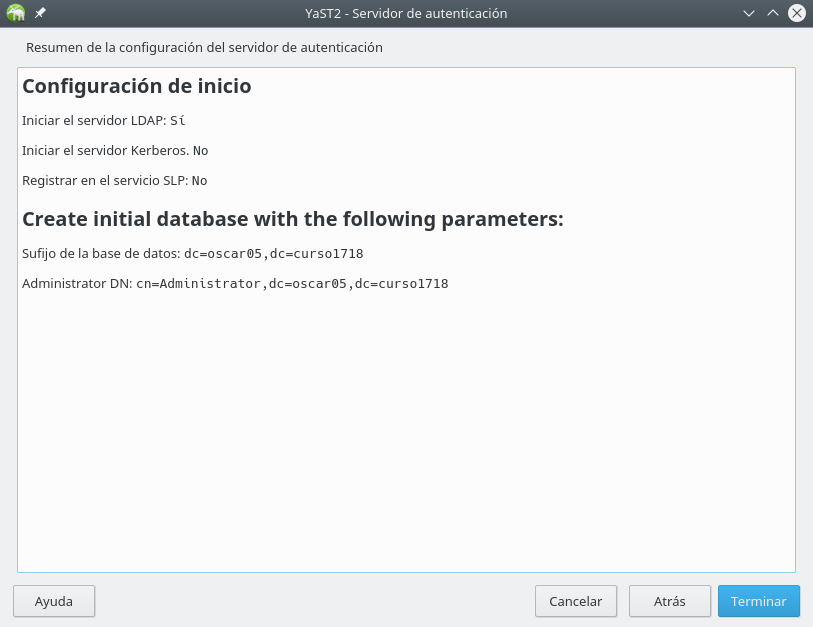 YaST2 - Servidor de autenticación
Resumen de la configuración del servidor de autenticación
Configuración de inicio
Iniciar el servidor LDAP: Sí
Iniciar el servidor Kerberos. No
Registrar en el servicio SLP: No
Create initial database with the following parameters:
Sufijo de la base de datos: dc=oscar05,dc=curso1718
Administrator DN: cn=Administrator,dc=oscar05,dc=curso1718
Ayuda
Cancelar
Atrás
Terminar